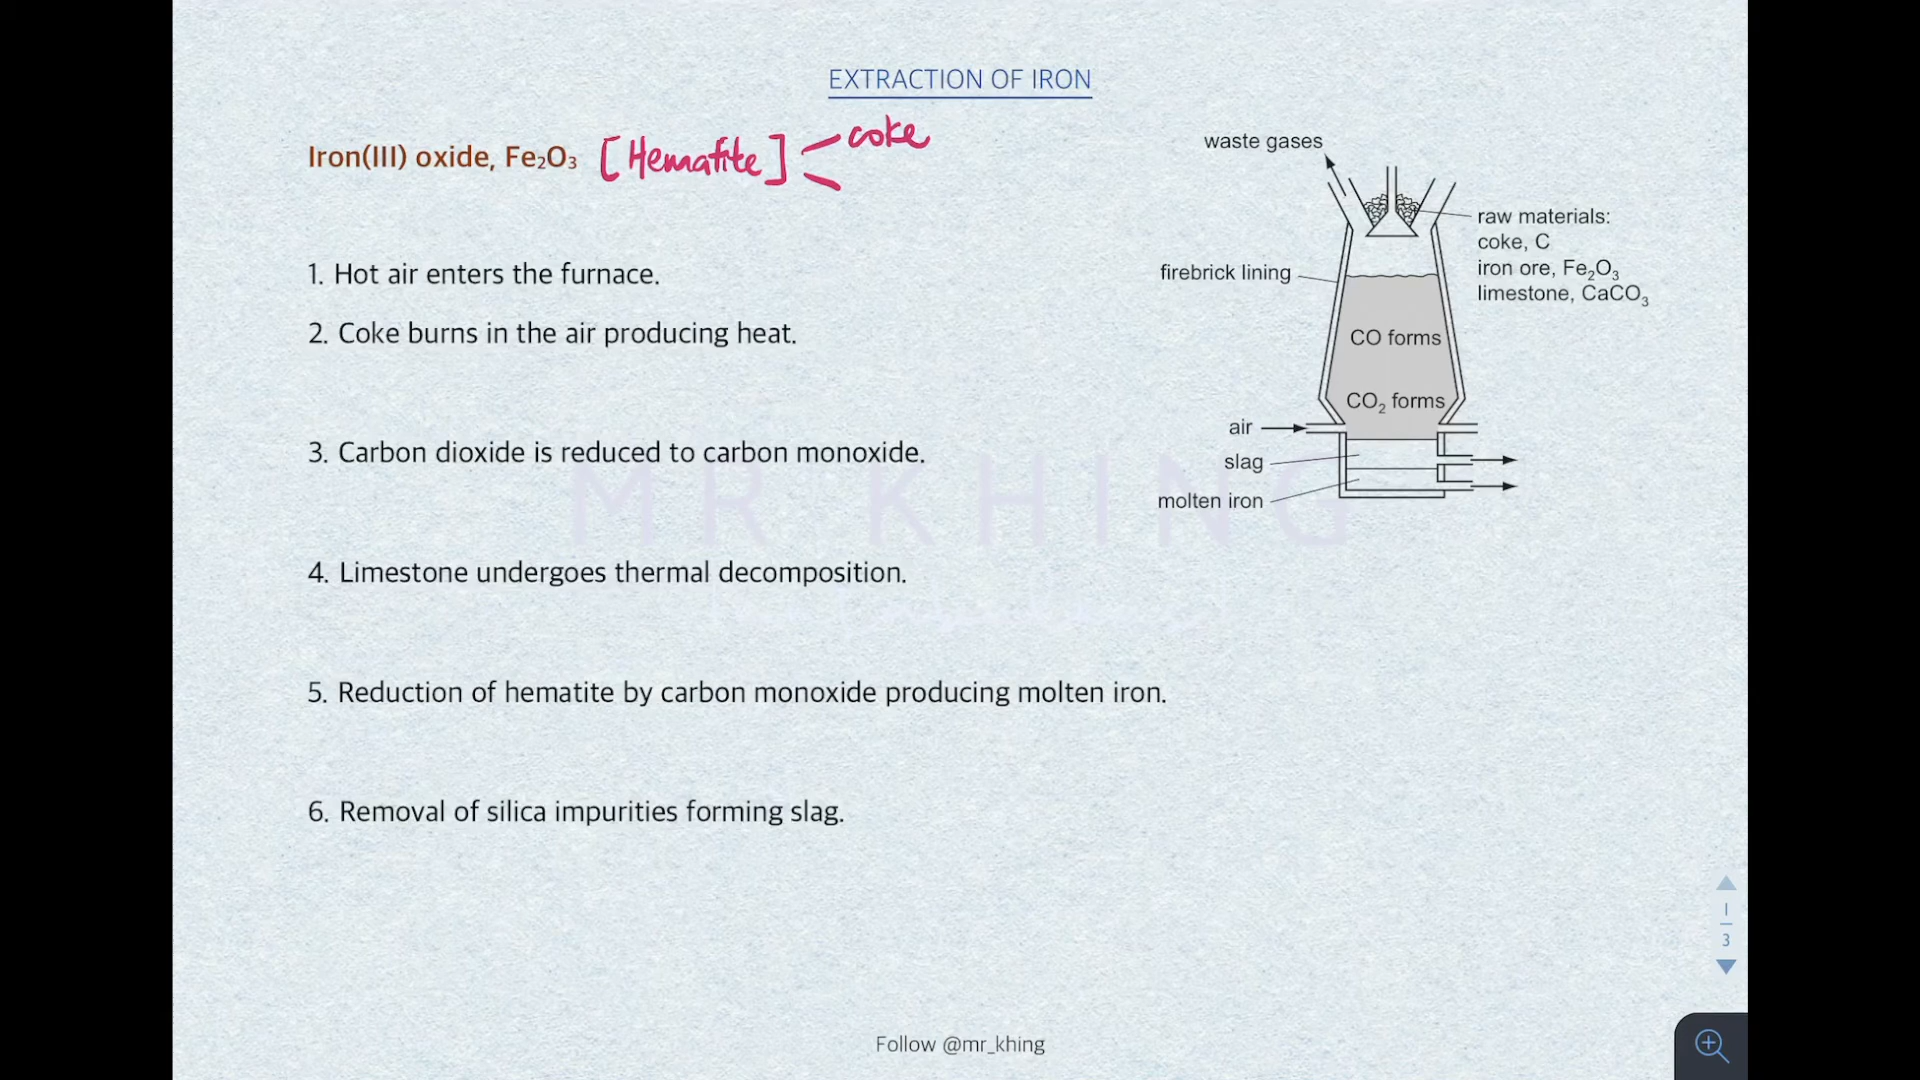 EXTRACTION OF IRON
Iron(III) oxide, Fe₂O₃ [Hematite] coke
1. Hot air enters the furnace.
2. Coke burns in the air producing heat.
3. Carbon dioxide is reduced to carbon monoxide.
4. Limestone undergoes thermal decomposition.
5. Reduction of hematite by carbon monoxide producing molten iron.
6. Removal of silica impurities forming slag.
waste gases
raw materials:
coke, C
iron ore, Fe₂O₃
limestone, CaCO₃
firebrick lining
CO forms
CO₂ forms
air
slag
molten iron
MR KHING
1
3
Follow @mr_khing